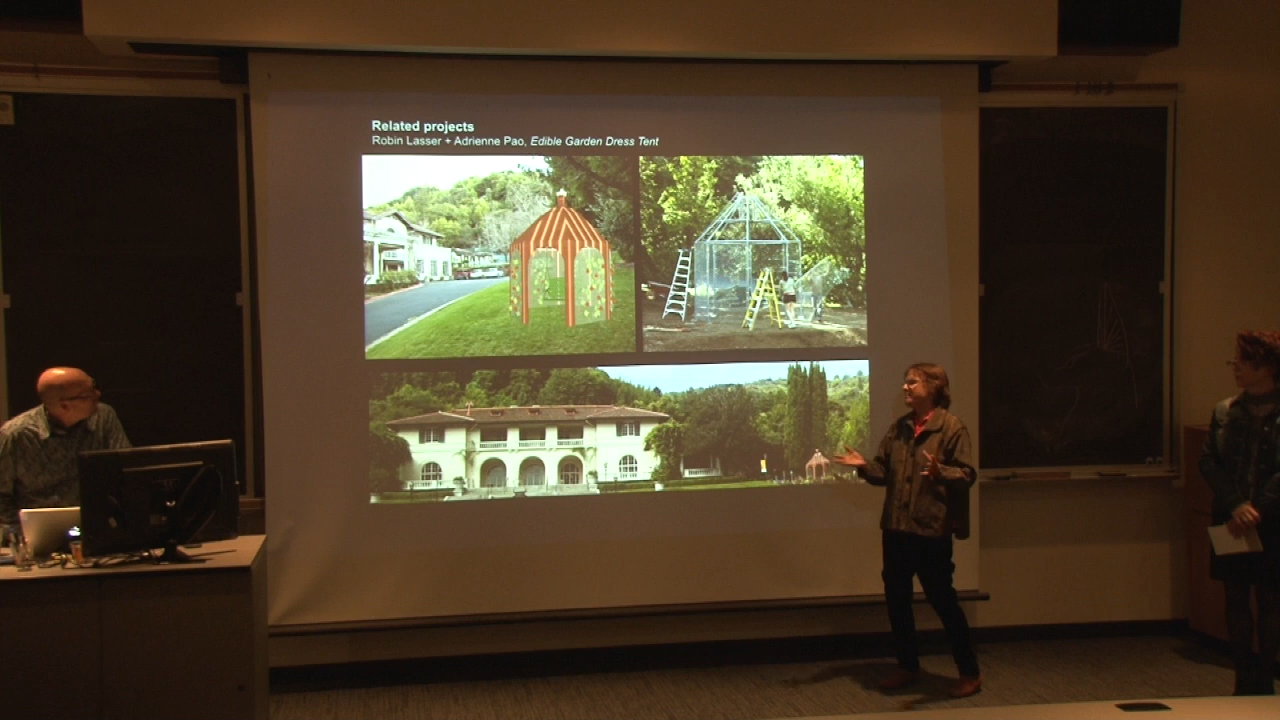 Related projects
Robin Lasser + Adrienne Pao, Edible Garden Dress Tent